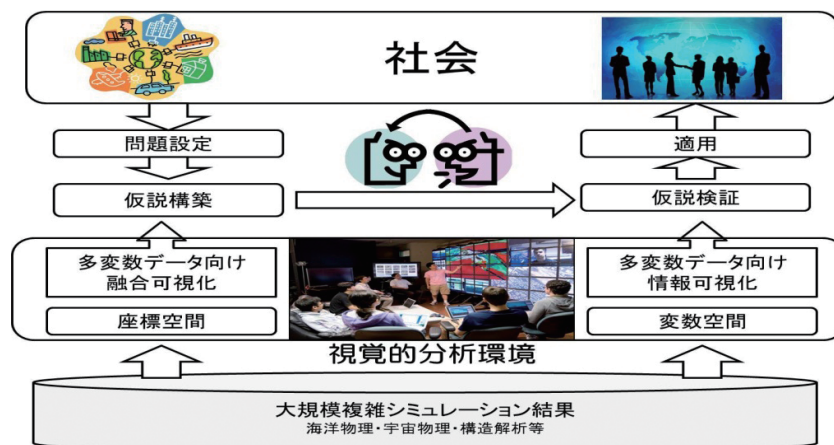 社会
問題設定
適用
仮説構築
仮説検証
多変数データ向け
融合可視化
多変数データ向け
情報可視化
座標空間
変数空間
視覚的分析環境
大規模複雑シミュレーション結果
海洋物理・宇宙物理・構造解析等